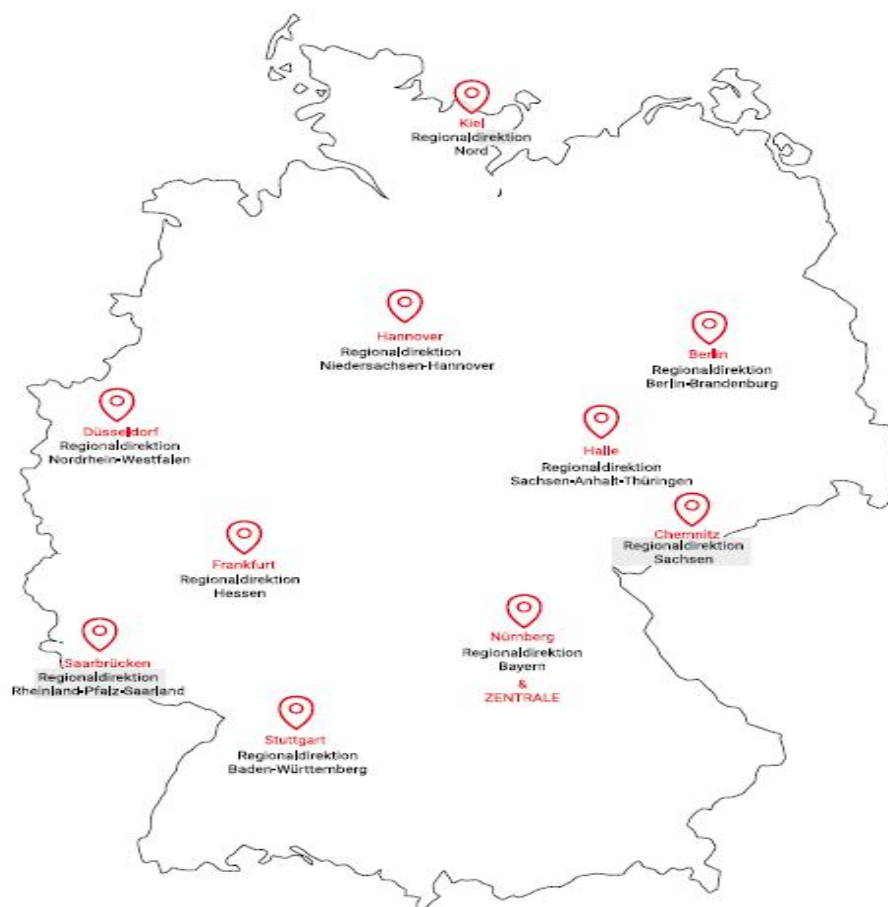 Kiel
Regionaldirektion
Nord
Hannover
Regionaldirektion
Niedersachsen-Hannover
Berlin
Regionaldirektion
Berlin-Brandenburg
Düsseldorf
Regionaldirektion
Nordrhein-Westfalen
Halle
Regionaldirektion
Sachsen-Anhalt-Thüringen
Chemnitz
Regionaldirektion
Sachsen
Frankfurt
Regionaldirektion
Hessen
Nürnberg
Regionaldirektion
Bayern
&
ZENTRALE
Saarbrücken
Regionaldirektion
Rheinland-Pfalz-Saarland
Stuttgart
Regionaldirektion
Baden-Württemberg